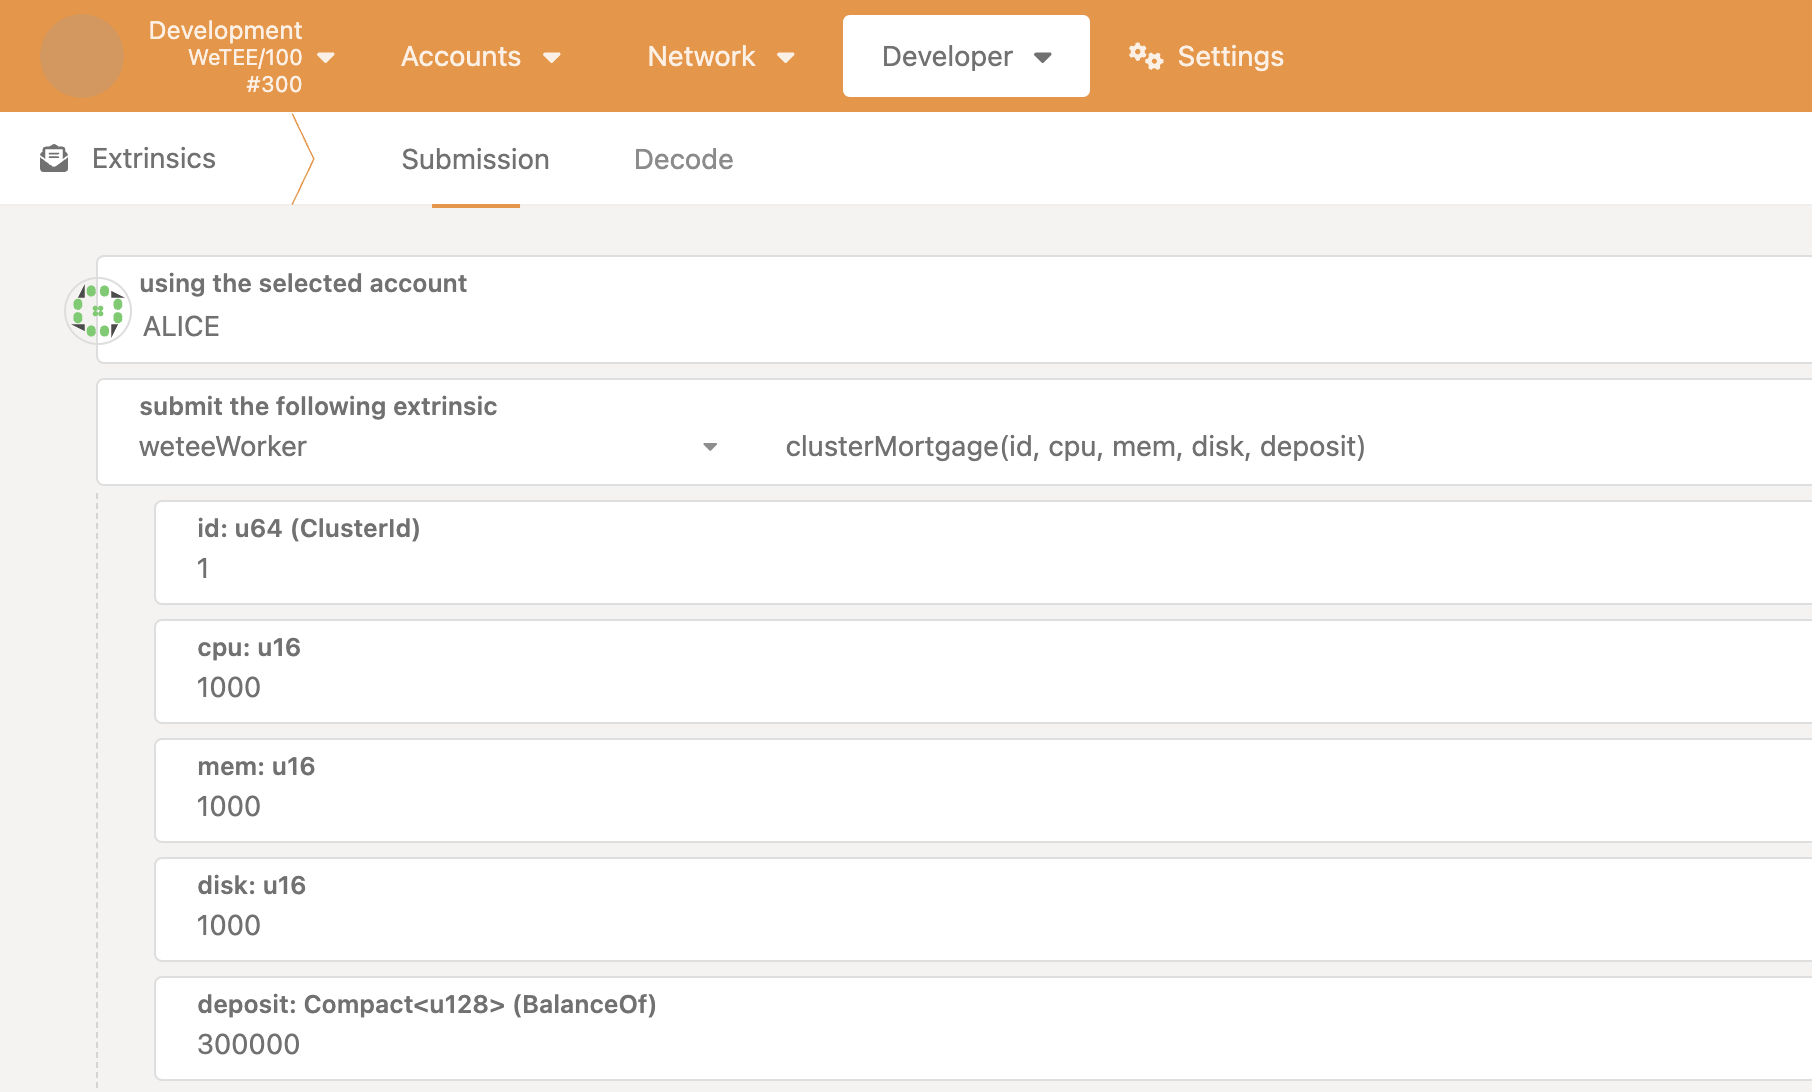 Development
WeTEE/100
#300
Accounts
Network
Developer
Settings
Extrinsics
Submission
Decode
using the selected account
ALICE
submit the following extrinsic
weteeWorker
clusterMortgage(id, cpu, mem, disk, deposit)
id: u64 (ClusterId)
1
cpu: u16
1000
mem: u16
1000
disk: u16
1000
deposit: Compact<u128> (BalanceOf)
300000